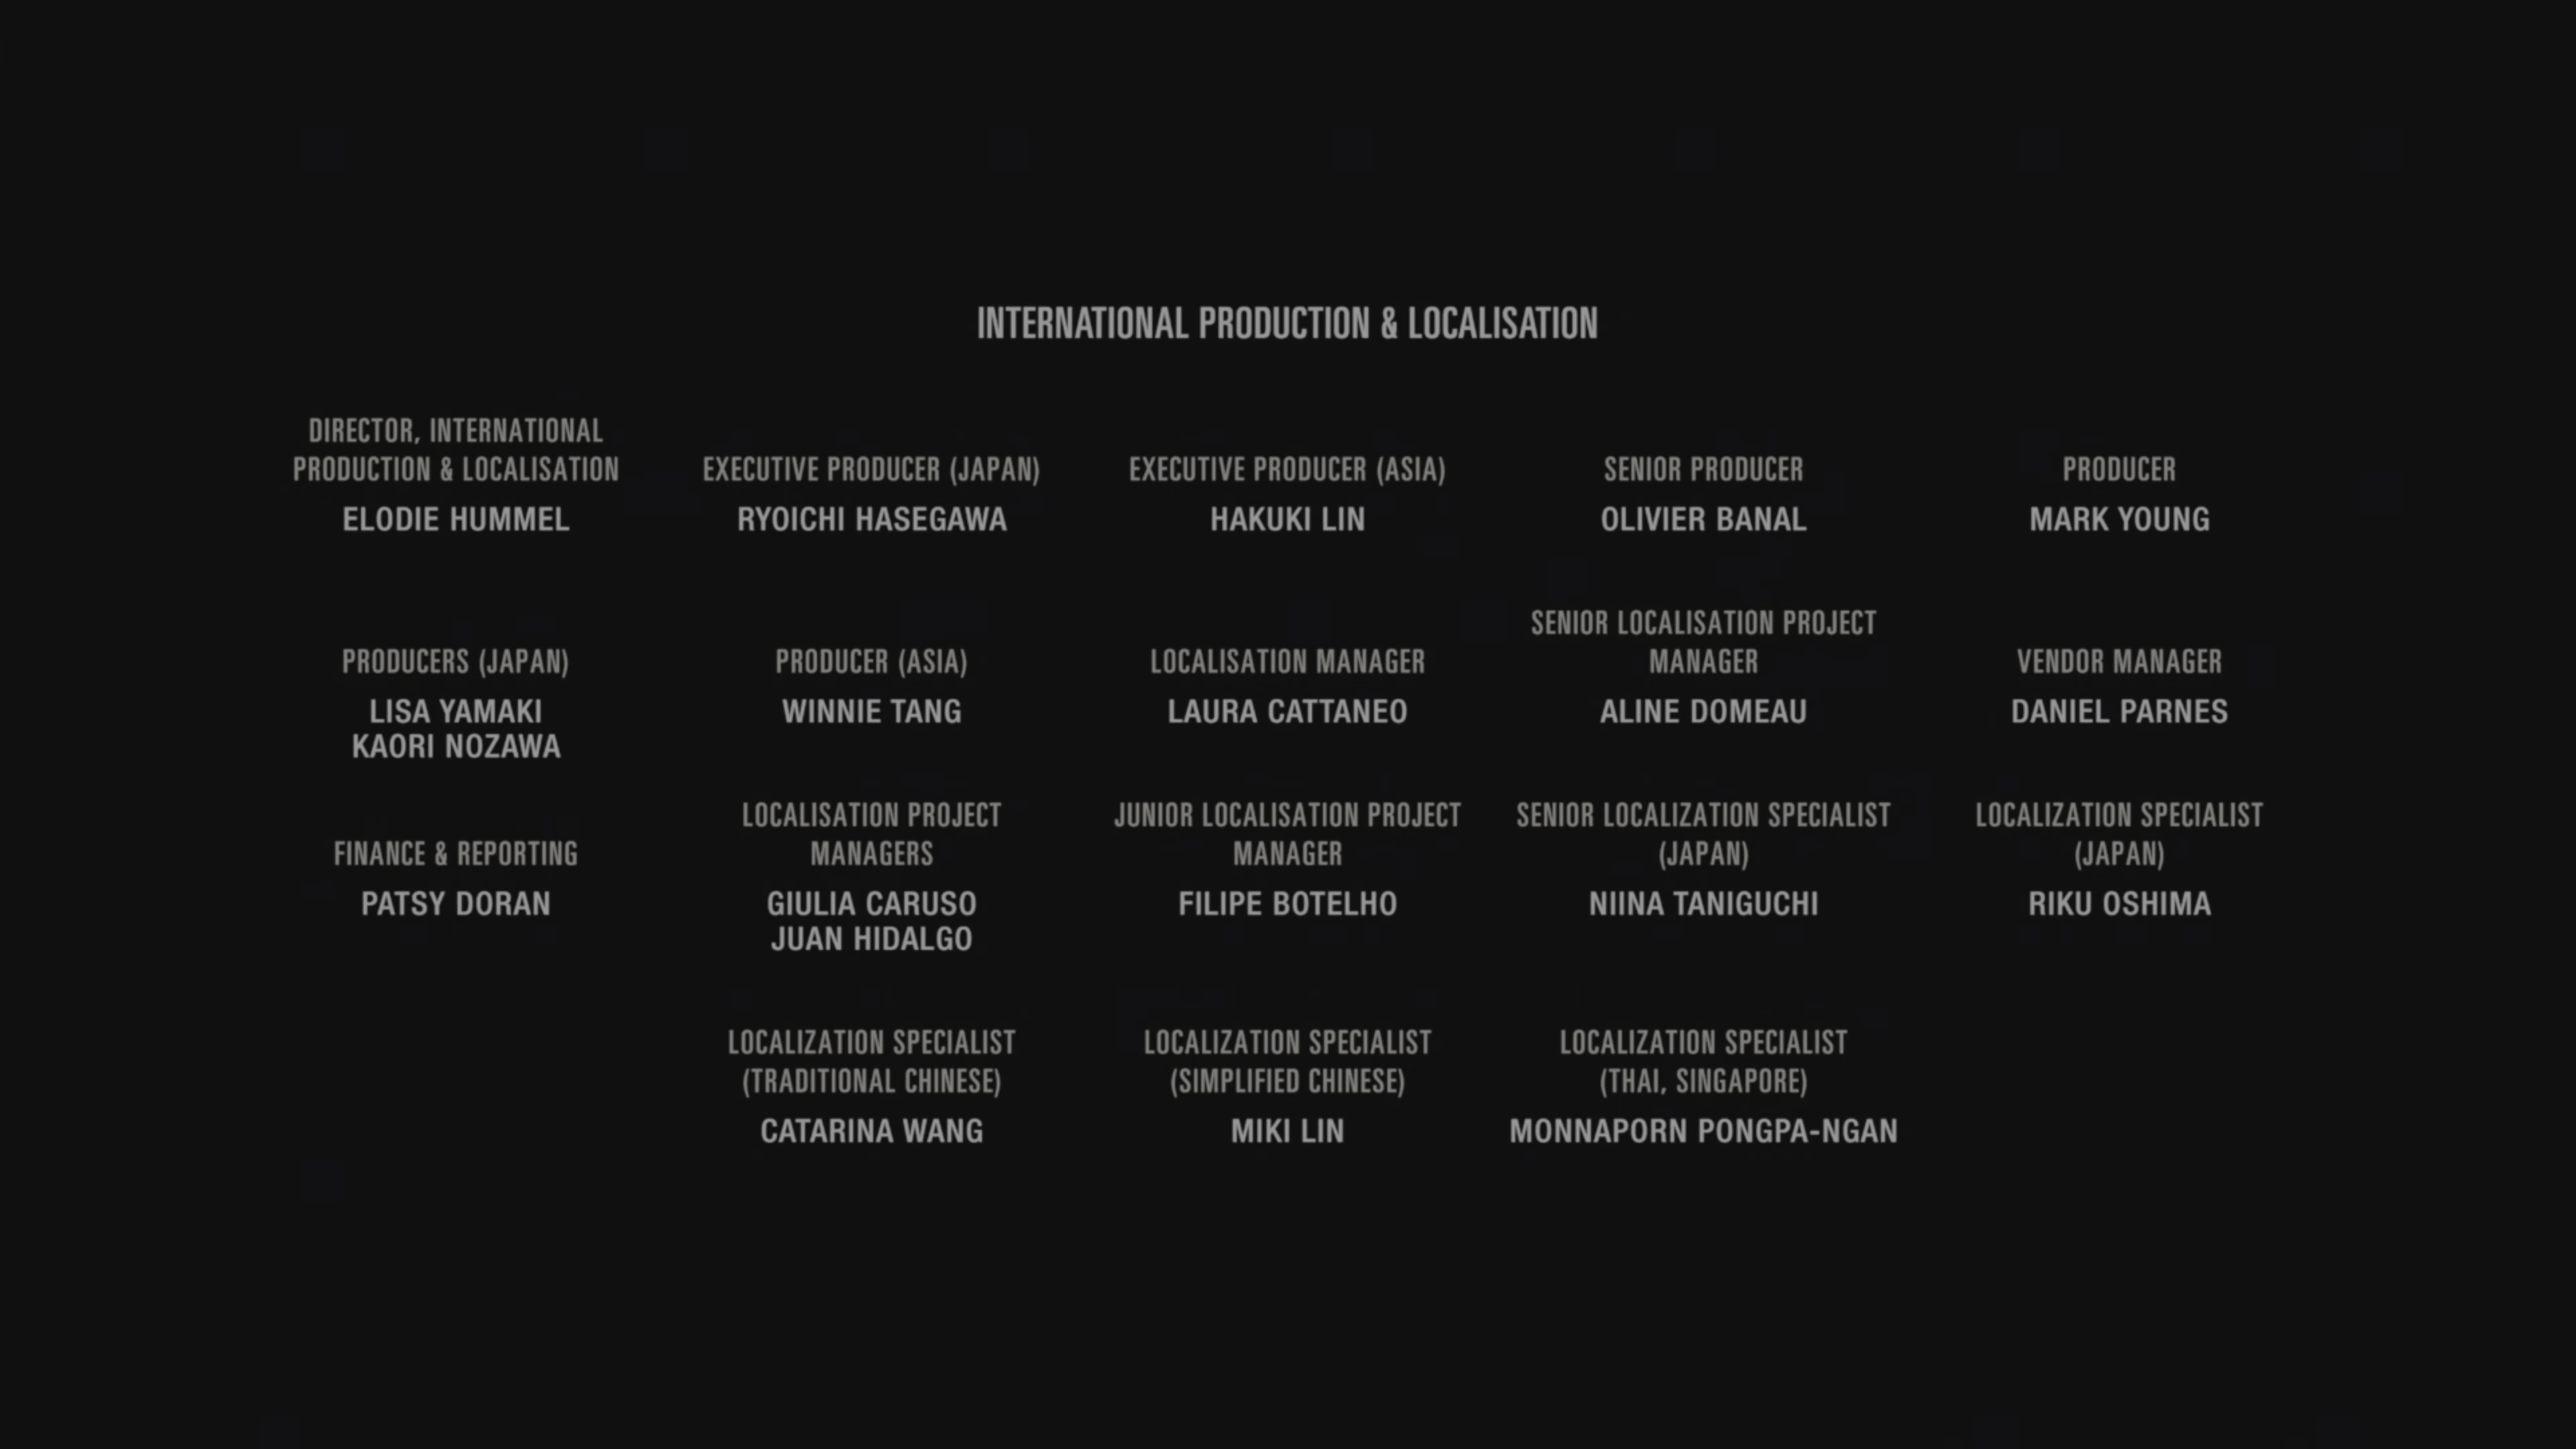 INTERNATIONAL PRODUCTION & LOCALISATION
DIRECTOR, INTERNATIONAL
PRODUCTION & LOCALISATION
ELODIE HUMMEL
EXECUTIVE PRODUCER (JAPAN)
RYOICHI HASEGAWA
EXECUTIVE PRODUCER (ASIA)
HAKUKI LIN
SENIOR PRODUCER
OLIVIER BANAL
PRODUCER
MARK YOUNG
PRODUCERS (JAPAN)
LISA YAMAKI
KAORI NOZAWA
PRODUCER (ASIA)
WINNIE TANG
LOCALISATION MANAGER
LAURA CATTANEO
SENIOR LOCALISATION PROJECT
MANAGER
ALINE DOMEAU
VENDOR MANAGER
DANIEL PARNES
FINANCE & REPORTING
PATSY DORAN
LOCALISATION PROJECT
MANAGERS
GIULIA CARUSO
JUAN HIDALGO
JUNIOR LOCALISATION PROJECT
MANAGER
FILIPE BOTELHO
SENIOR LOCALIZATION SPECIALIST
(JAPAN)
NIINA TANIGUCHI
LOCALIZATION SPECIALIST
(JAPAN)
RIKU OSHIMA
LOCALIZATION SPECIALIST
(TRADITIONAL CHINESE)
CATARINA WANG
LOCALIZATION SPECIALIST
(SIMPLIFIED CHINESE)
MIKI LIN
LOCALIZATION SPECIALIST
(THAI, SINGAPORE)
MONNAPORN PONGPA-NGAN